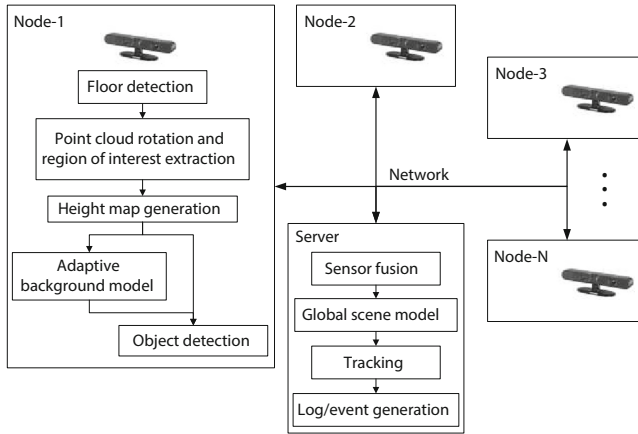 Node-1
Floor detection
Point cloud rotation and
region of interest extraction
Height map generation
Adaptive
background model
Object detection
Node-2
Node-3
Network
Node-N
Server
Sensor fusion
Global scene model
Tracking
Log/event generation